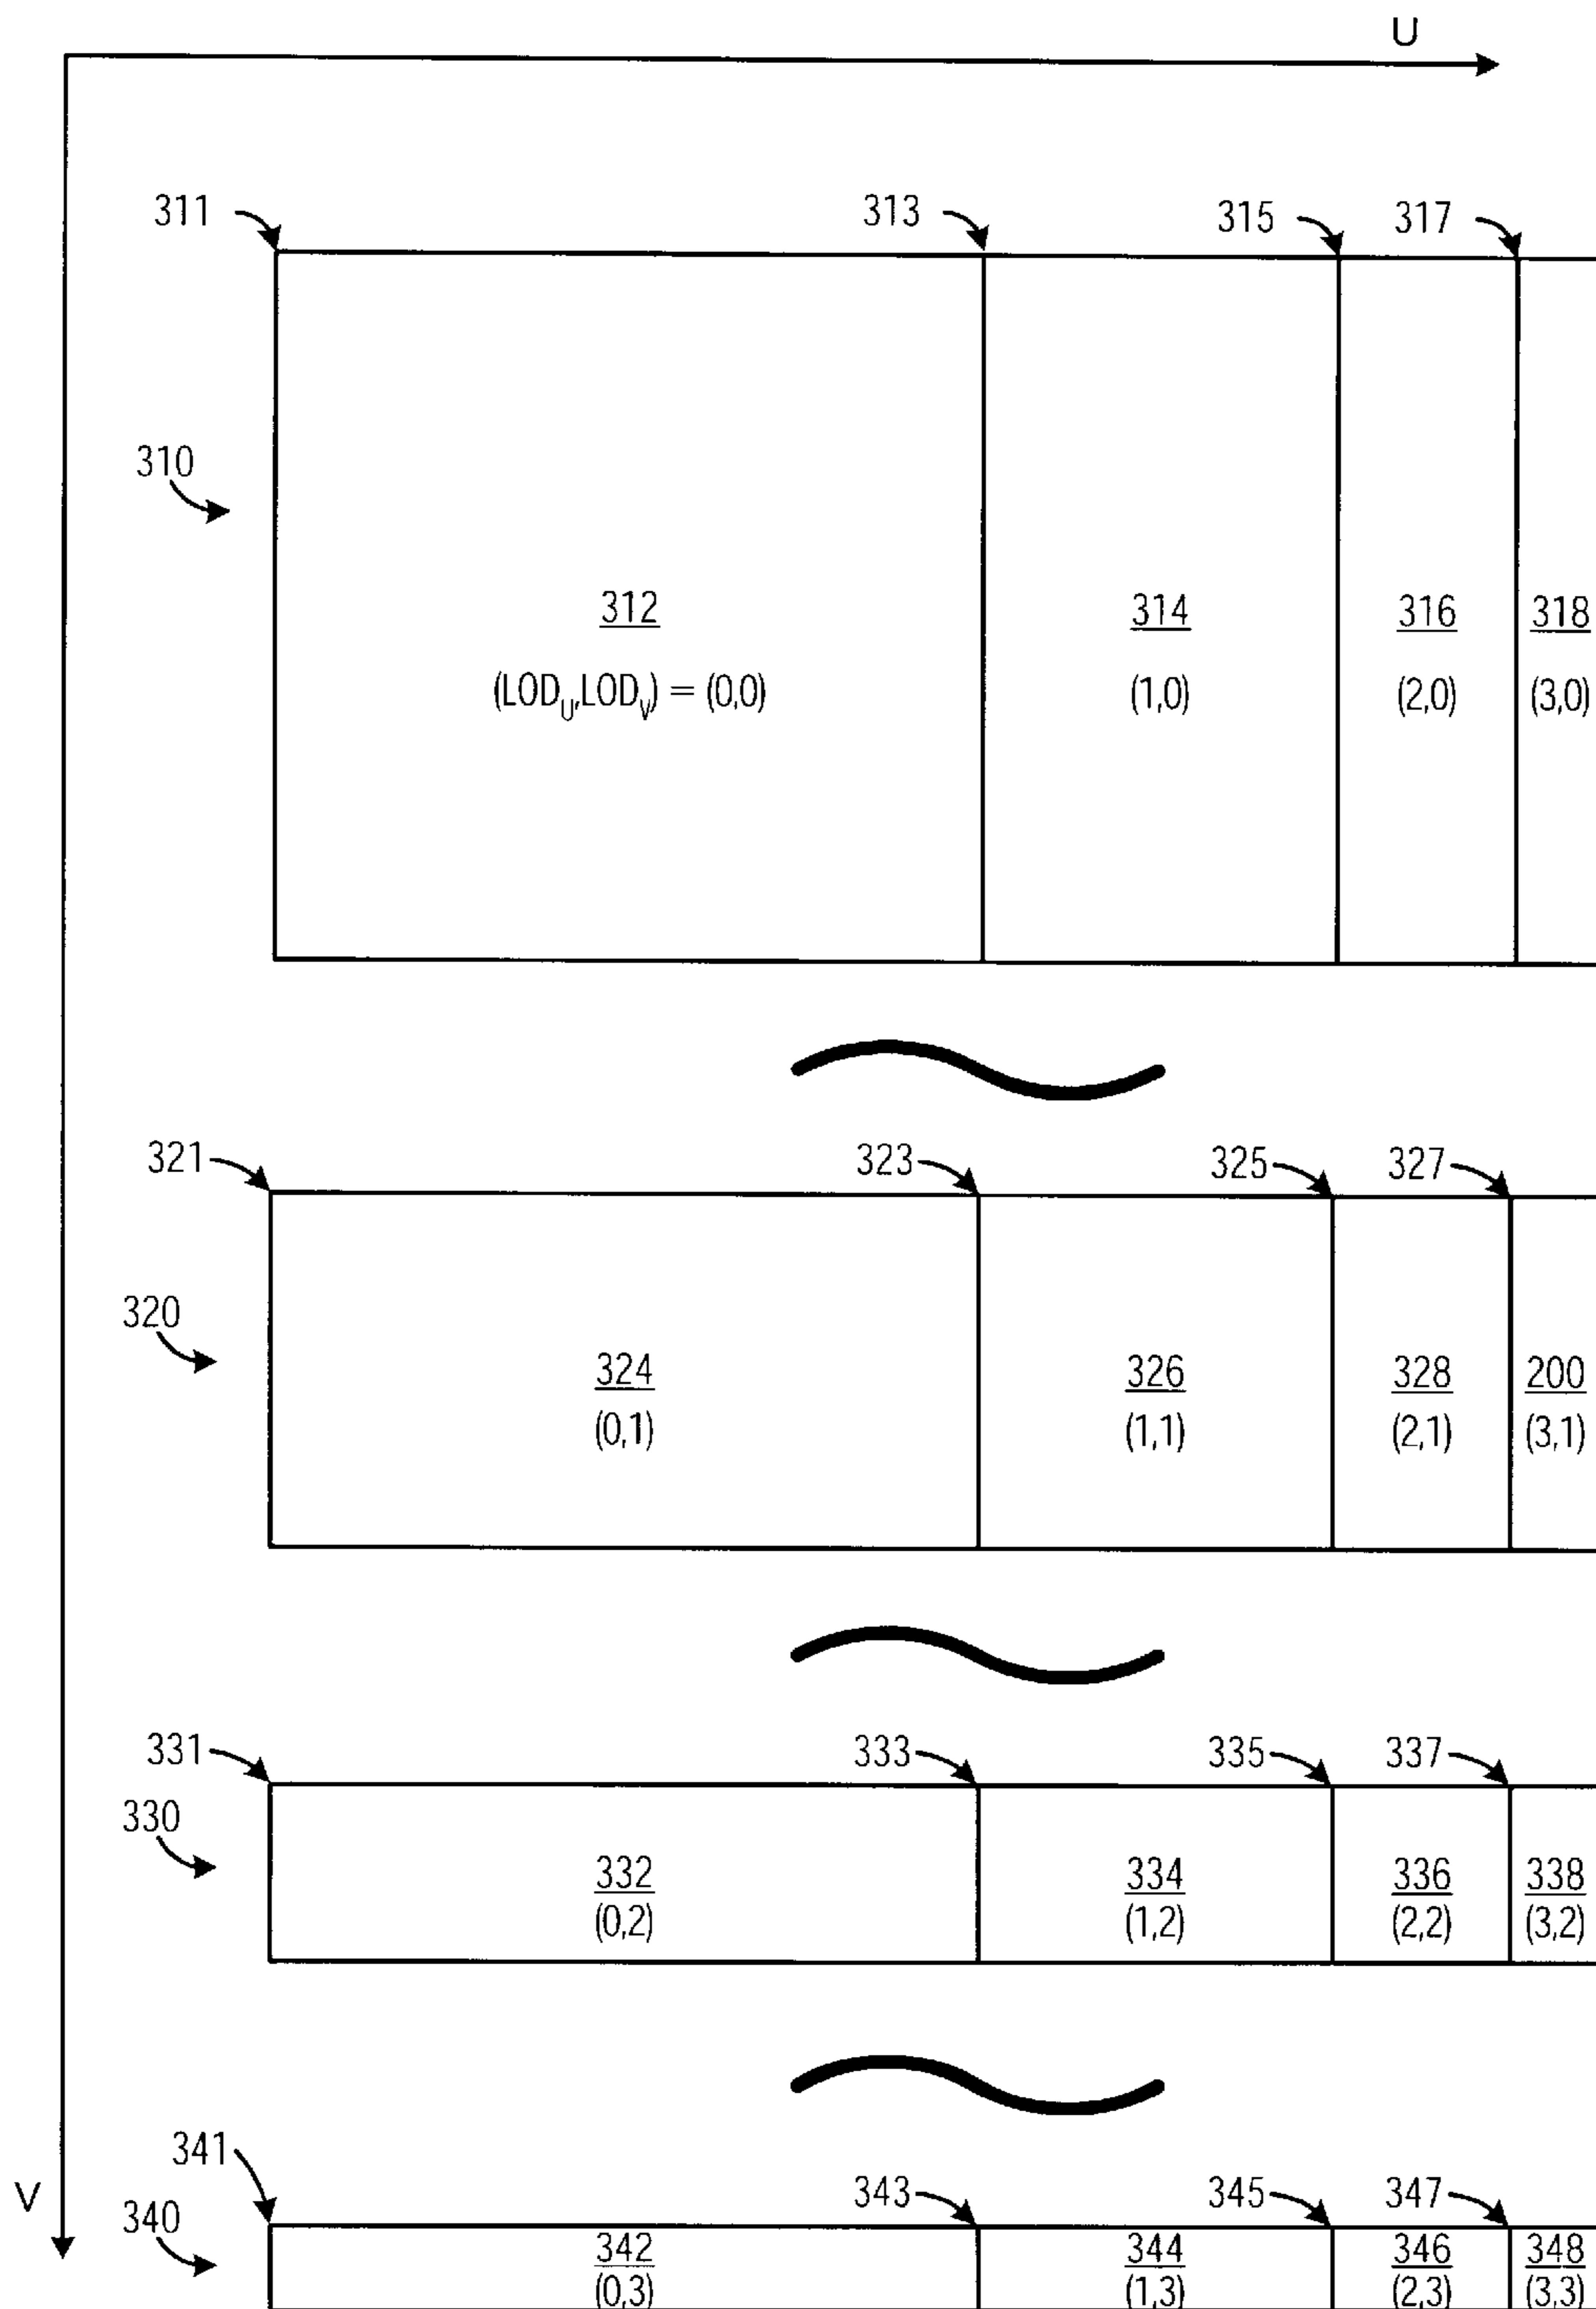 U
311 313 315 317
310
312 314 316 318
(LODU,LODV) = (0,0) (1,0) (2,0) (3,0)
321 323 325 327
320
324 326 328 200
(0,1) (1,1) (2,1) (3,1)
331 333 335 337
330
332 334 336 338
(0,2) (1,2) (2,2) (3,2)
341 343 345 347
V
340
342 344 346 348
(0,3) (1,3) (2,3) (3,3)